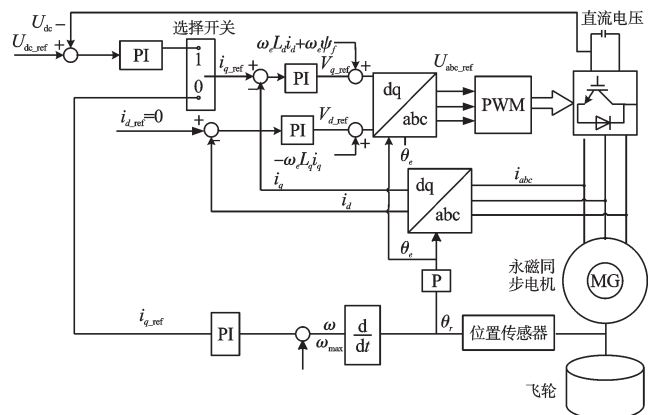 U_dc
直流电压
选择开关
U_dc_ref
PI
1
0
i_q_ref
ω_e L_d i_d+ω_e ψ_f
V_q_ref
PI
dq
abc
U_abc_ref
PWM
i_d_ref=0
PI
V_d_ref
-ω_e L_q i_q
θ_e
i_q
i_d
dq
abc
i_abc
θ_e
P
永磁同
步电机
MG
i_q_ref
PI
ω
ω_max
d
dt
θ_r
位置传感器
飞轮